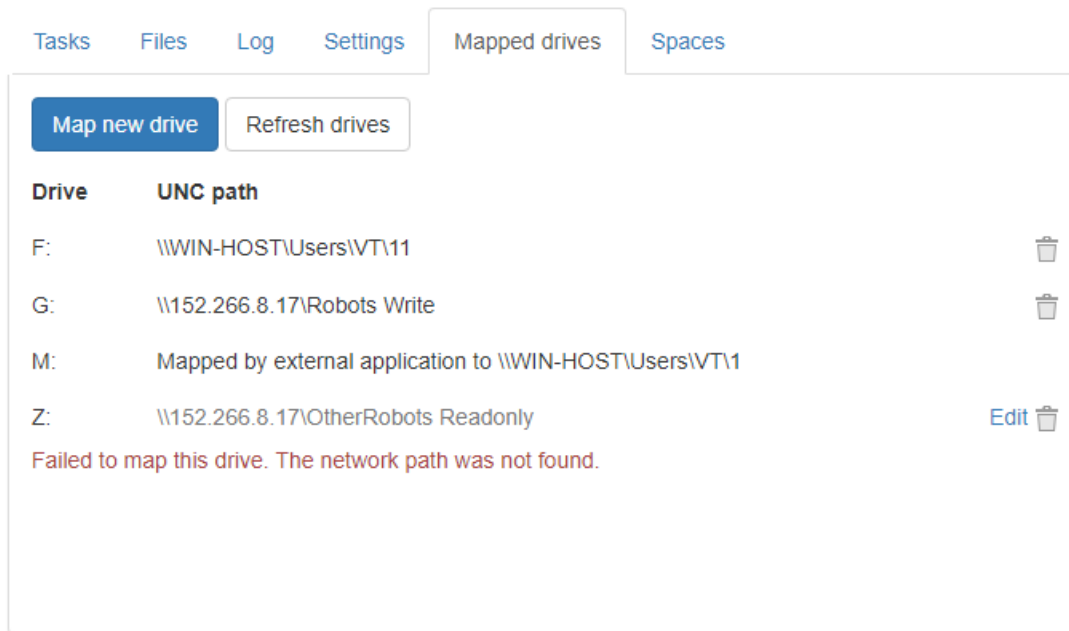 Tasks Files Log Settings Mapped drives Spaces
Map new drive Refresh drives
Drive UNC path
F: \\WIN-HOST\Users\VT\11
G: \\152.266.8.17\Robots Write
M: Mapped by external application to \\WIN-HOST\Users\VT\1
Z: \\152.266.8.17\OtherRobots Readonly Edit
Failed to map this drive. The network path was not found.